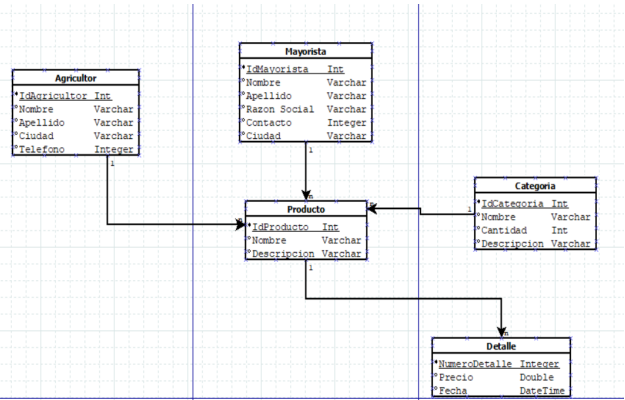 Mayorista
*IdMayorista Int
°Nombre Varchar
°Apellido Varchar
°Razon Social Varchar
°Contacto Integer
°Ciudad Varchar
1
Agricultor
*IdAgricultor Int
°Nombre Varchar
°Apellido Varchar
°Ciudad Varchar
°Telefono Integer
1
Categoria
*IdCategoria Int
°Nombre Varchar
°Cantidad Int
°Descripcion Varchar
1
n
n
n
Producto
*IdProducto Int
°Nombre Varchar
°Descripcion Varchar
1
n
Detalle
*NumeroDetalle Integer
°Precio Double
°Fecha DateTime